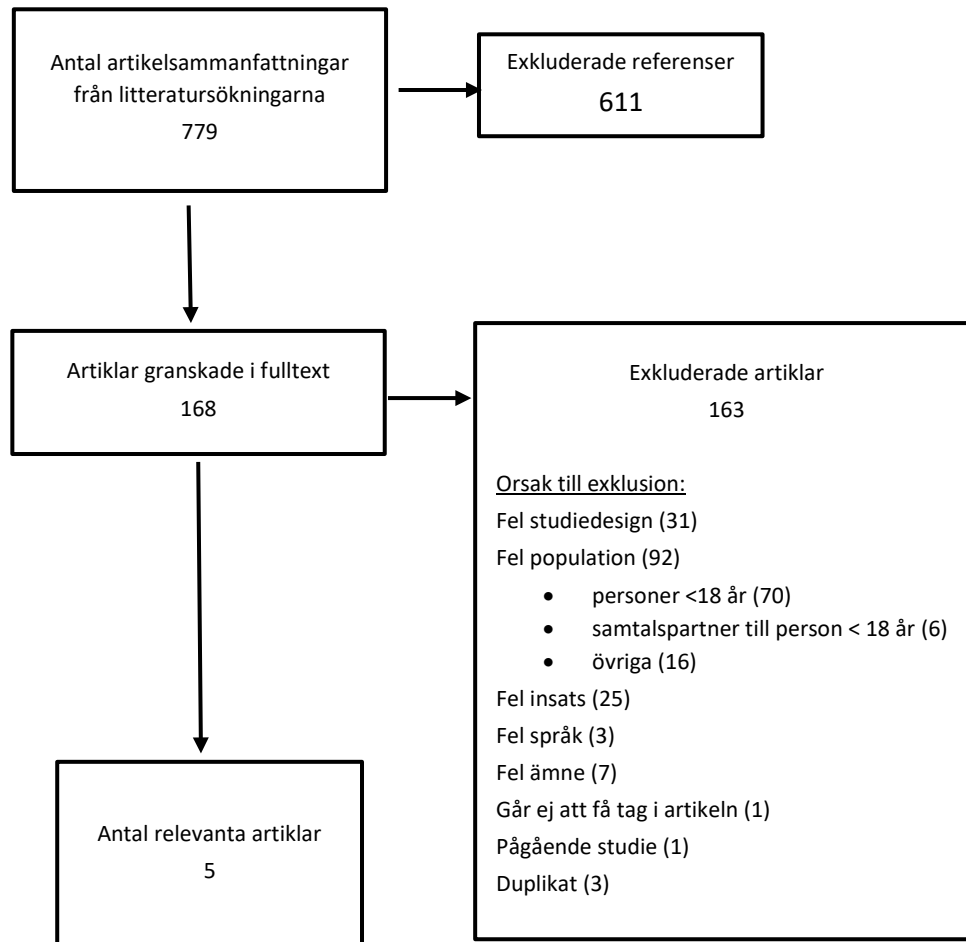 Antal artikelsammanfattningar
från litteratursökningarna
779
Exkluderade referenser
611
Artiklar granskade i fulltext
168
Exkluderade artiklar
163
Orsak till exklusion:
Fel studiedesign (31)
Fel population (92)
• personer <18 år (70)
• samtalspartner till person < 18 år (6)
• övriga (16)
Fel insats (25)
Fel språk (3)
Fel ämne (7)
Går ej att få tag i artikeln (1)
Pågående studie (1)
Duplikat (3)
Antal relevanta artiklar
5